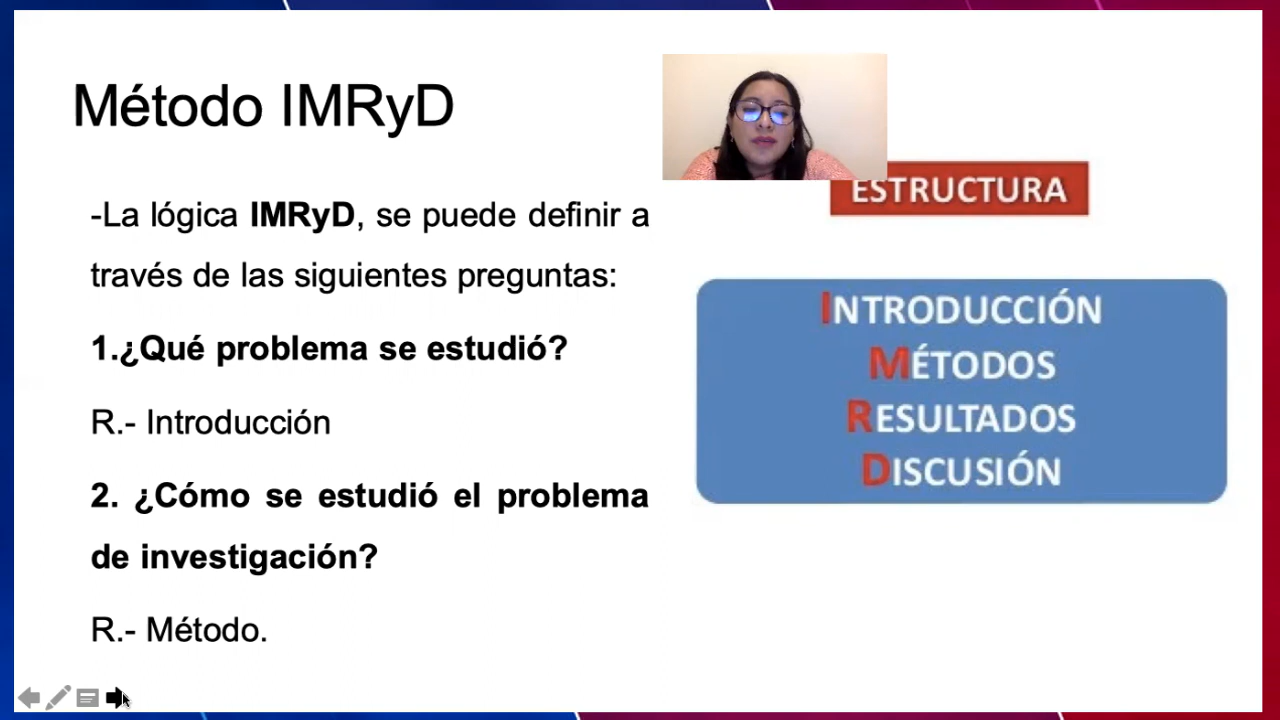 Método IMRyD
-La lógica IMRyD, se puede definir a
través de las siguientes preguntas:
1.¿Qué problema se estudió?
R.- Introducción
2. ¿Cómo se estudió el problema
de investigación?
R.- Método.
ESTRUCTURA
INTRODUCCIÓN
MÉTODOS
RESULTADOS
DISCUSIÓN